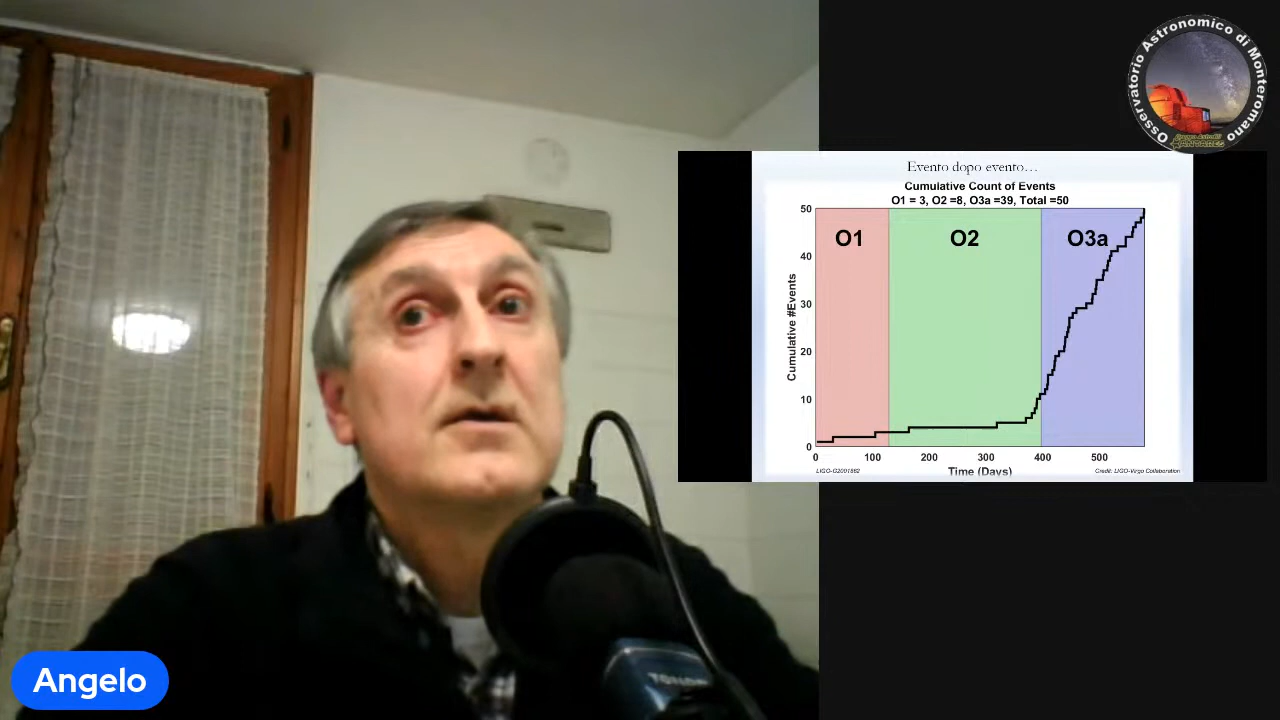 Osservatorio Astronomico di Monteromano
Evento dopo evento…
Cumulative Count of Events
O1 = 3, O2 =8, O3a =39, Total =50
O1
O2
O3a
Cumulative #Events
50
40
30
20
10
0
0
100
200
300
400
500
Time (Days)
LIGO-G2001862
Credit: LIGO-Virgo Collaboration
Angelo